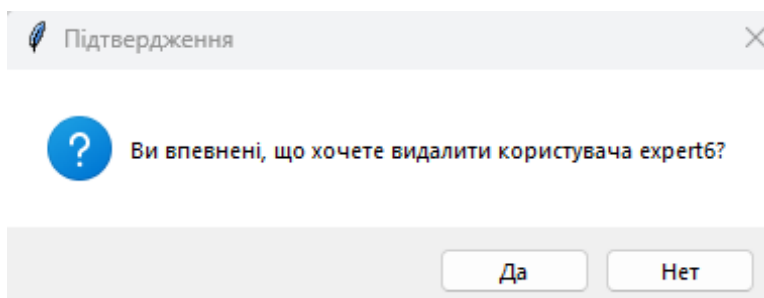 Підтвердження
Ви впевнені, що хочете видалити користувача expert6?
Да
Нет